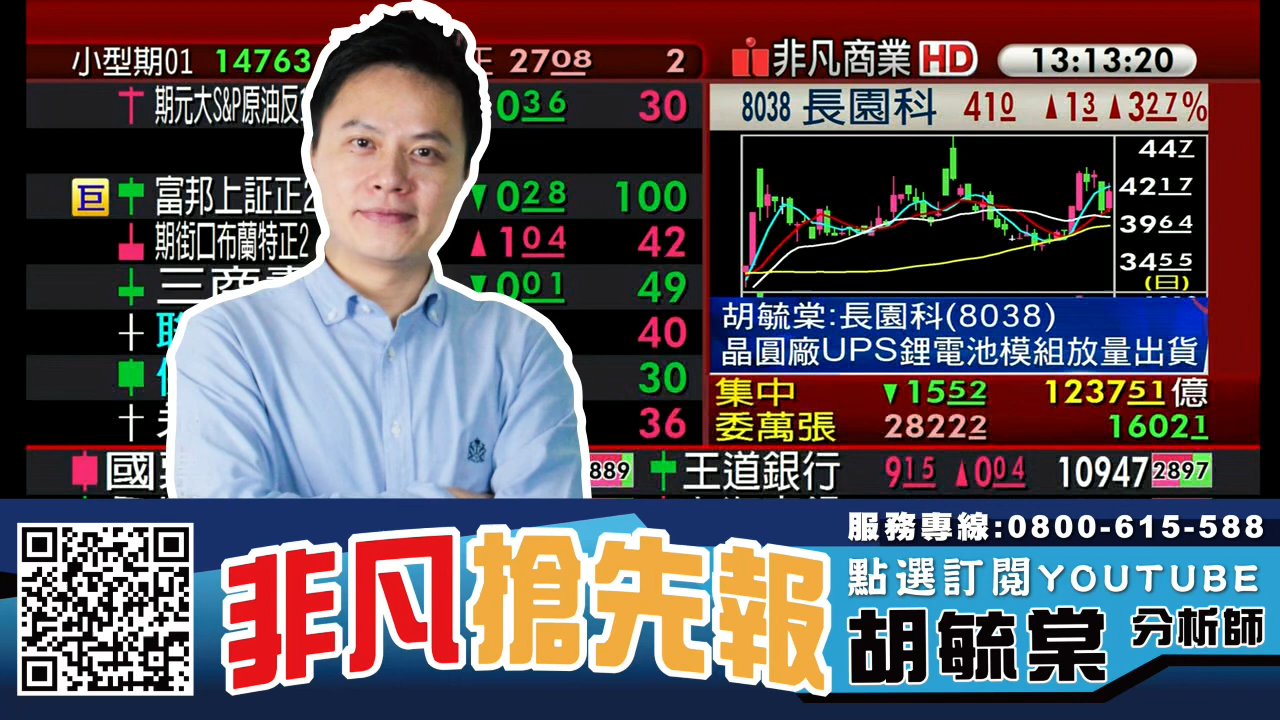 小型期01 14763 正 2708 2
期元大S&P原油反1 036 30
富邦上証正2 ▼028 100
巨
期街口布蘭特正2 ▲104 42
三商壽 ▼001 49
40
30
36
889
王道銀行 915 ▲004 10947 2897
非凡商業HD 13:13:20
8038 長園科 410 ▲13 ▲327%
447
4217
3964
3455
(日)
胡毓棠:長園科(8038)
晶圓廠UPS鋰電池模組放量出貨
集中 ▼1552 123751億
委萬張 28222 16021
非凡搶先報
服務專線:0800-615-588
點選訂閱YOUTUBE
胡毓棠 分析師